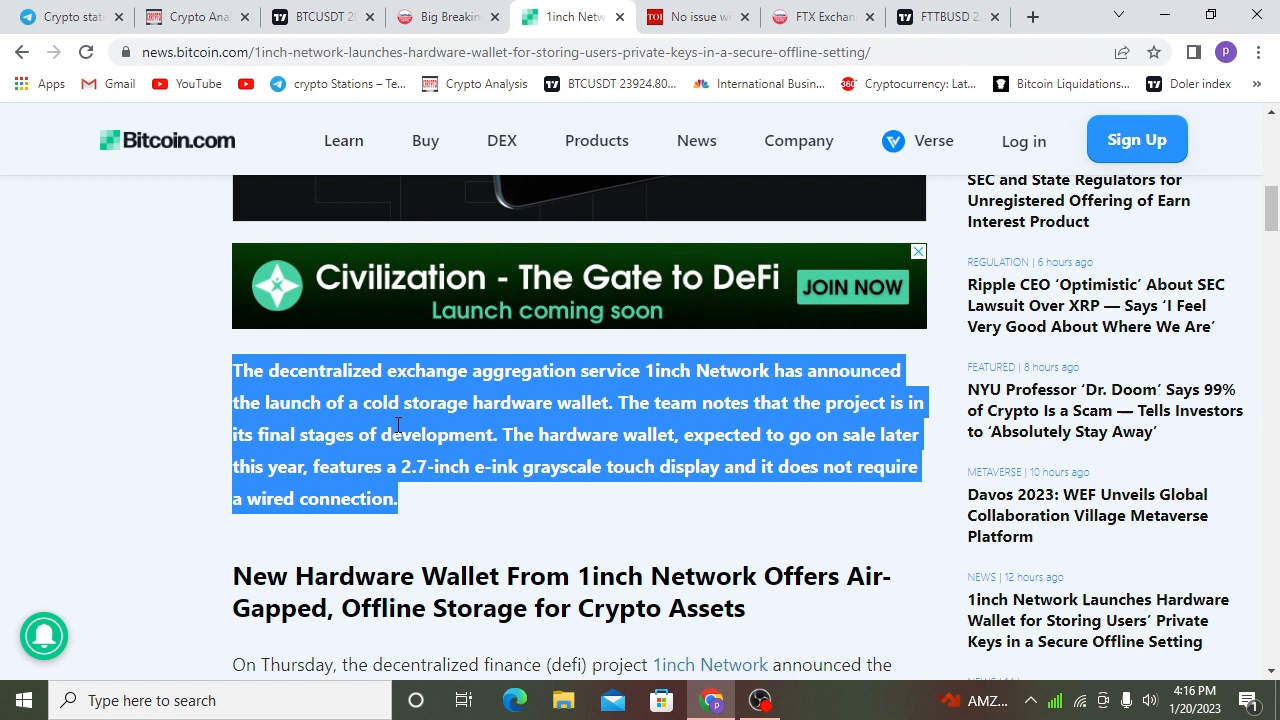 Crypto stati
Crypto Anal
BTCUSDT 2
Big Breakin
1inch Netw
No issue wi
FTX Exchan
FTTBUSD 2
news.bitcoin.com/1inch-network-launches-hardware-wallet-for-storing-users-private-keys-in-a-secure-offline-setting/
P
Apps
Gmail
YouTube
crypto Stations – Te...
Crypto Analysis
BTCUSDT 23924.80...
International Busin...
Cryptocurrency: Lat...
Bitcoin Liquidations...
Doler index
»
Bitcoin.com
Learn
Buy
DEX
Products
News
Company
Verse
Log in
Sign Up
Civilization - The Gate to DeFi
Launch coming soon
JOIN NOW
The decentralized exchange aggregation service 1inch Network has announced
the launch of a cold storage hardware wallet. The team notes that the project is in
its final stages of development. The hardware wallet, expected to go on sale later
this year, features a 2.7-inch e-ink grayscale touch display and it does not require
a wired connection.
New Hardware Wallet From 1inch Network Offers Air-
Gapped, Offline Storage for Crypto Assets
On Thursday, the decentralized finance (defi) project 1inch Network announced the
SEC and State Regulators for
Unregistered Offering of Earn
Interest Product
REGULATION | 6 hours ago
Ripple CEO ‘Optimistic’ About SEC
Lawsuit Over XRP — Says ‘I Feel
Very Good About Where We Are’
FEATURED | 8 hours ago
NYU Professor ‘Dr. Doom’ Says 99%
of Crypto Is a Scam — Tells Investors
to ‘Absolutely Stay Away’
METAVERSE | 10 hours ago
Davos 2023: WEF Unveils Global
Collaboration Village Metaverse
Platform
NEWS | 12 hours ago
1inch Network Launches Hardware
Wallet for Storing Users’ Private
Keys in a Secure Offline Setting
Type here to search
AMZ...
4:16 PM
1/20/2023
1